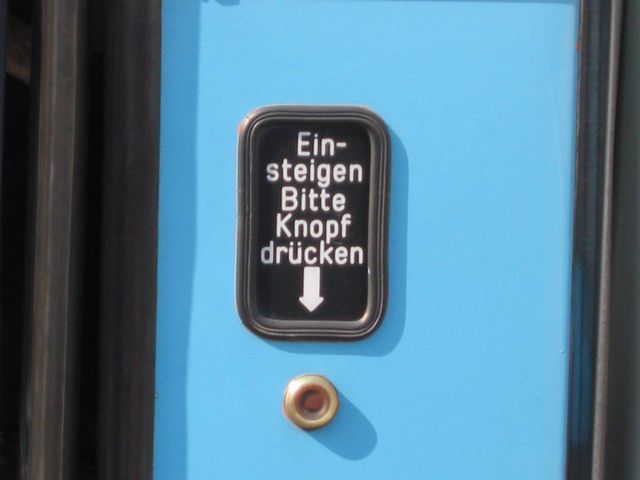 Ein-
steigen
Bitte
Knopf
drücken